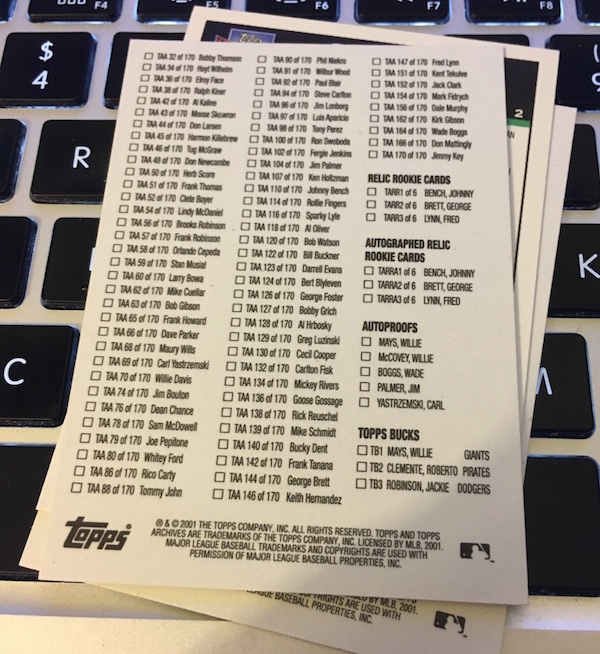 F4
F5
F6
F7
F8
$
4
R
C
K
2
TAA 32 of 170 Bobby Thomson
TAA 34 of 170 Hoyt Wilhelm
TAA 36 of 170 Elroy Face
TAA 38 of 170 Ralph Kiner
TAA 42 of 170 Al Kaline
TAA 43 of 170 Moose Skowron
TAA 44 of 170 Don Larsen
TAA 45 of 170 Harmon Killebrew
TAA 46 of 170 Tug McGraw
TAA 48 of 170 Don Newcombe
TAA 50 of 170 Herb Score
TAA 51 of 170 Frank Thomas
TAA 52 of 170 Clete Boyer
TAA 54 of 170 Lindy McDaniel
TAA 56 of 170 Brooks Robinson
TAA 57 of 170 Frank Robinson
TAA 58 of 170 Orlando Cepeda
TAA 59 of 170 Stan Musial
TAA 60 of 170 Larry Bowa
TAA 62 of 170 Mike Cuellar
TAA 63 of 170 Bob Gibson
TAA 65 of 170 Frank Howard
TAA 66 of 170 Dave Parker
TAA 68 of 170 Maury Wills
TAA 69 of 170 Carl Yastrzemski
TAA 70 of 170 Willie Davis
TAA 74 of 170 Jim Bouton
TAA 76 of 170 Dean Chance
TAA 78 of 170 Sam McDowell
TAA 79 of 170 Joe Pepitone
TAA 80 of 170 Whitey Ford
TAA 86 of 170 Rico Carty
TAA 88 of 170 Tommy John
TAA 90 of 170 Phil Niekro
TAA 91 of 170 Wilbur Wood
TAA 92 of 170 Paul Blair
TAA 94 of 170 Steve Carlton
TAA 96 of 170 Jim Lonborg
TAA 97 of 170 Luis Aparicio
TAA 98 of 170 Tony Perez
TAA 100 of 170 Ron Swoboda
TAA 102 of 170 Fergie Jenkins
TAA 104 of 170 Jim Palmer
TAA 107 of 170 Ken Holtzman
TAA 110 of 170 Johnny Bench
TAA 114 of 170 Rollie Fingers
TAA 116 of 170 Sparky Lyle
TAA 118 of 170 Al Oliver
TAA 120 of 170 Bob Watson
TAA 122 of 170 Bill Buckner
TAA 123 of 170 Darrell Evans
TAA 124 of 170 Bert Blyleven
TAA 126 of 170 George Foster
TAA 127 of 170 Bobby Grich
TAA 128 of 170 Al Hrbosky
TAA 129 of 170 Greg Luzinski
TAA 130 of 170 Cecil Cooper
TAA 132 of 170 Carlton Fisk
TAA 134 of 170 Mickey Rivers
TAA 136 of 170 Goose Gossage
TAA 138 of 170 Rick Reuschel
TAA 139 of 170 Mike Schmidt
TAA 140 of 170 Bucky Dent
TAA 142 of 170 Frank Tanana
TAA 144 of 170 George Brett
TAA 146 of 170 Keith Hernandez
TAA 147 of 170 Fred Lynn
TAA 151 of 170 Kent Tekulve
TAA 152 of 170 Jack Clark
TAA 154 of 170 Mark Fidrych
TAA 156 of 170 Dale Murphy
TAA 162 of 170 Kirk Gibson
TAA 164 of 170 Wade Boggs
TAA 166 of 170 Don Mattingly
TAA 170 of 170 Jimmy Key
RELIC ROOKIE CARDS
TARR1 of 6 BENCH, JOHNNY
TARR2 of 6 BRETT, GEORGE
TARR3 of 6 LYNN, FRED
AUTOGRAPHED RELIC
ROOKIE CARDS
TARRA1 of 6 BENCH, JOHNNY
TARRA2 of 6 BRETT, GEORGE
TARRA3 of 6 LYNN, FRED
AUTOPROOFS
MAYS, WILLIE
McCOVEY, WILLIE
BOGGS, WADE
PALMER, JIM
YASTRZEMSKI, CARL
TOPPS BUCKS
TB1 MAYS, WILLIE GIANTS
TB2 CLEMENTE, ROBERTO PIRATES
TB3 ROBINSON, JACKIE DODGERS
topps
® & © 2001 THE TOPPS COMPANY, INC. ALL RIGHTS RESERVED. TOPPS AND TOPPS
ARCHIVES ARE TRADEMARKS OF THE TOPPS COMPANY, INC. LICENSED BY MLB, 2001.
MAJOR LEAGUE BASEBALL TRADEMARKS AND COPYRIGHTS ARE USED WITH
PERMISSION OF MAJOR LEAGUE BASEBALL PROPERTIES, INC.
BY MLB, 2001.
ARE USED WITH
BASEBALL PROPERTIES, INC.